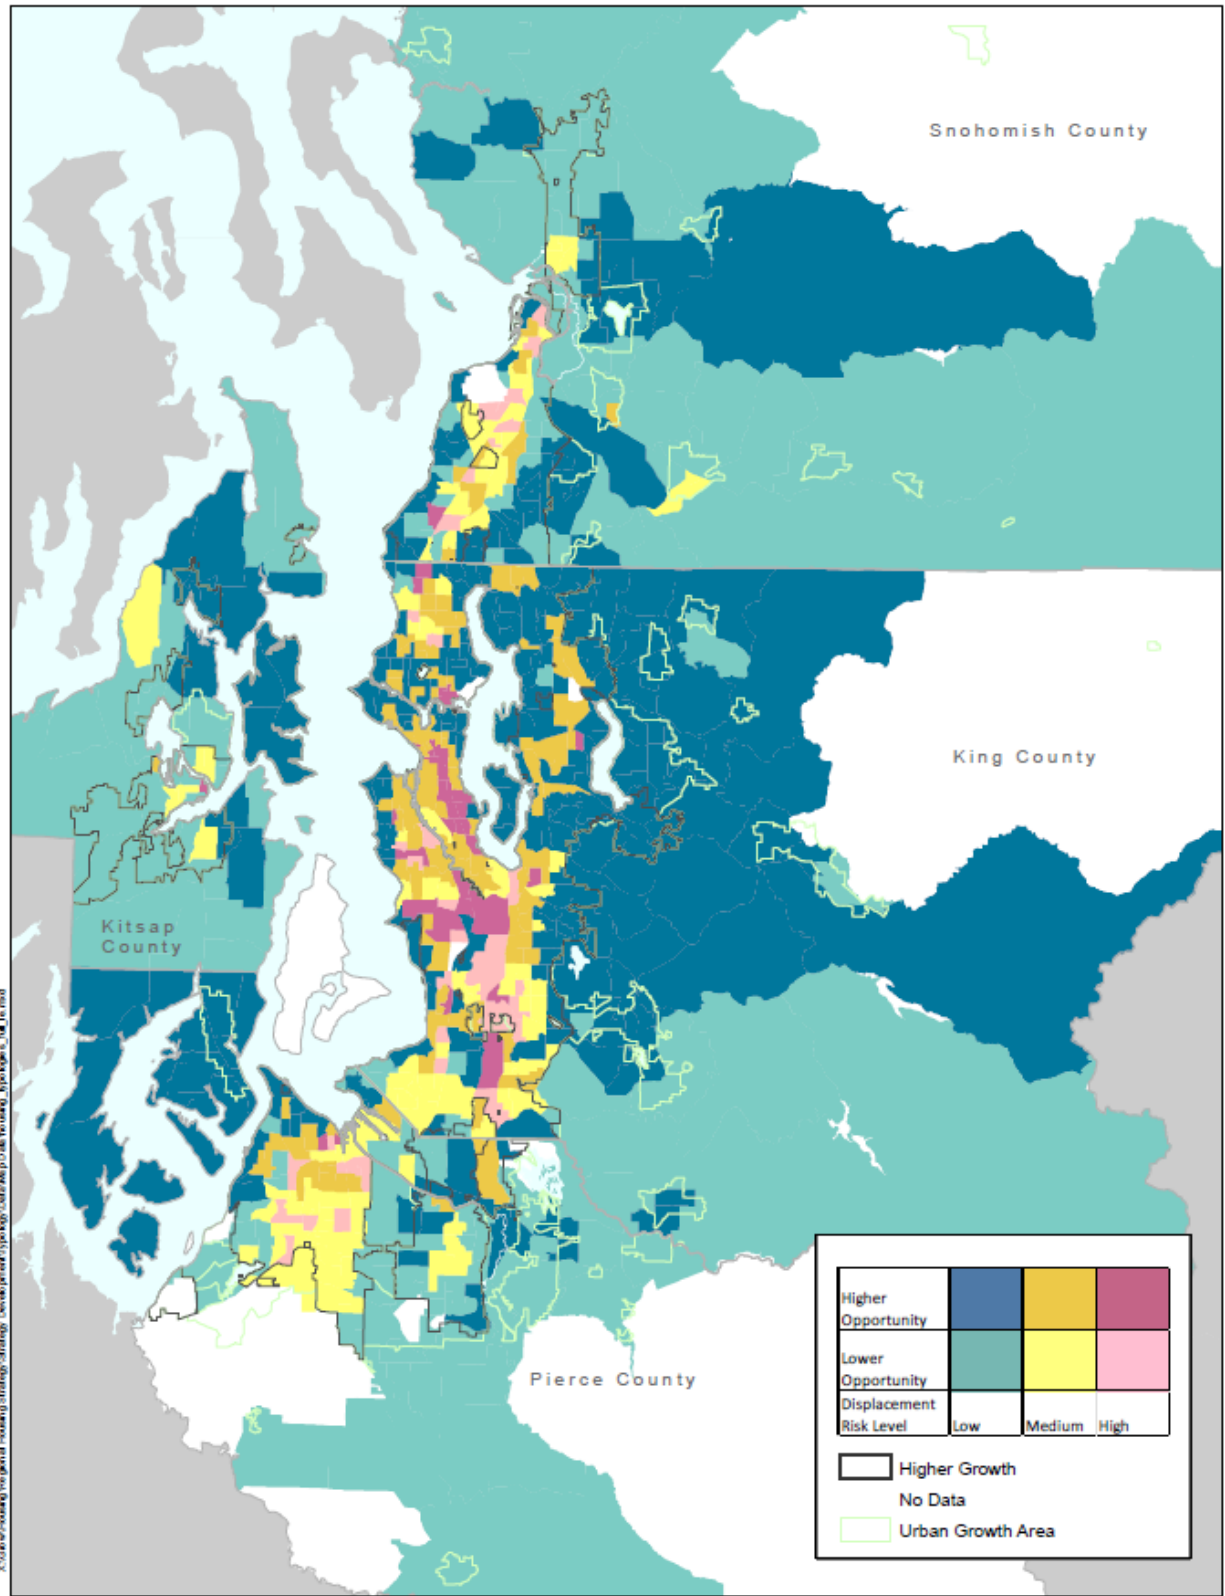 Snohomish County
King County
Kitsap
County
Pierce County
Higher
Opportunity
Lower
Opportunity
Displacement
Risk Level
Low
Medium
High
Higher Growth
No Data
Urban Growth Area